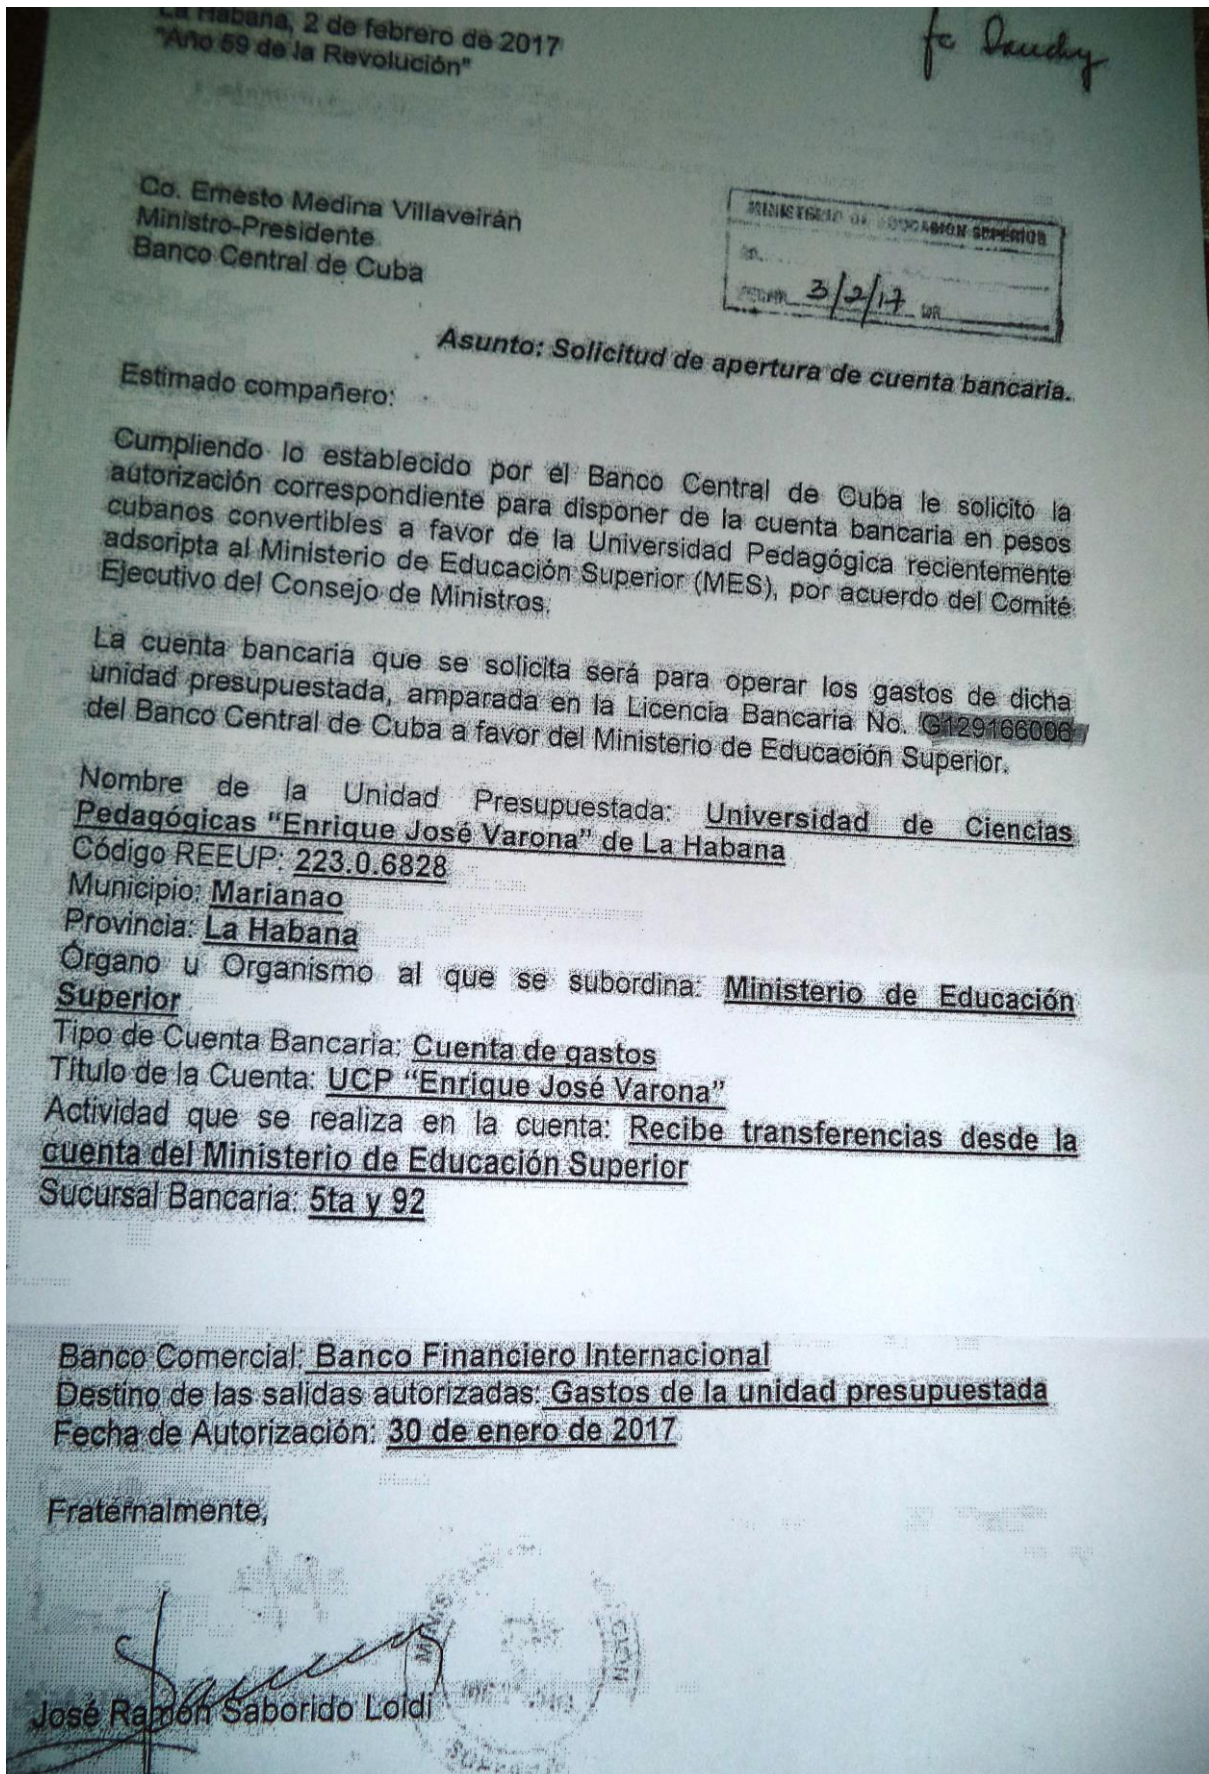 La Habana, 2 de febrero de 2017
"Año 59 de la Revolución"
fc
Co. Ernesto Medina Villaveirán
Ministro-Presidente
Banco Central de Cuba
MINISTERIO DE EDUCACIÓN SUPERIOR
3/2/17
Asunto: Solicitud de apertura de cuenta bancaria.
Estimado compañero:
Cumpliendo lo establecido por el Banco Central de Cuba le solicito la
autorización correspondiente para disponer de la cuenta bancaria en pesos
cubanos convertibles a favor de la Universidad Pedagógica recientemente
adscripta al Ministerio de Educación Superior (MES), por acuerdo del Comité
Ejecutivo del Consejo de Ministros.
La cuenta bancaria que se solicita será para operar los gastos de dicha
unidad presupuestada, amparada en la Licencia Bancaria No. G129166006
del Banco Central de Cuba a favor del Ministerio de Educación Superior.
Nombre de la Unidad Presupuestada: Universidad de Ciencias
Pedagógicas “Enrique José Varona” de La Habana
Código REEUP: 223.0.6828
Municipio: Marianao
Provincia: La Habana
Órgano u Organismo al que se subordina: Ministerio de Educación
Superior
Tipo de Cuenta Bancaria: Cuenta de gastos
Título de la Cuenta: UCP “Enrique José Varona”
Actividad que se realiza en la cuenta: Recibe transferencias desde la
cuenta del Ministerio de Educación Superior
Sucursal Bancaria: 5ta y 92
Banco Comercial: Banco Financiero Internacional
Destino de las salidas autorizadas: Gastos de la unidad presupuestada
Fecha de Autorización: 30 de enero de 2017
Fraternalmente,
José Ramón Saborido Loidi